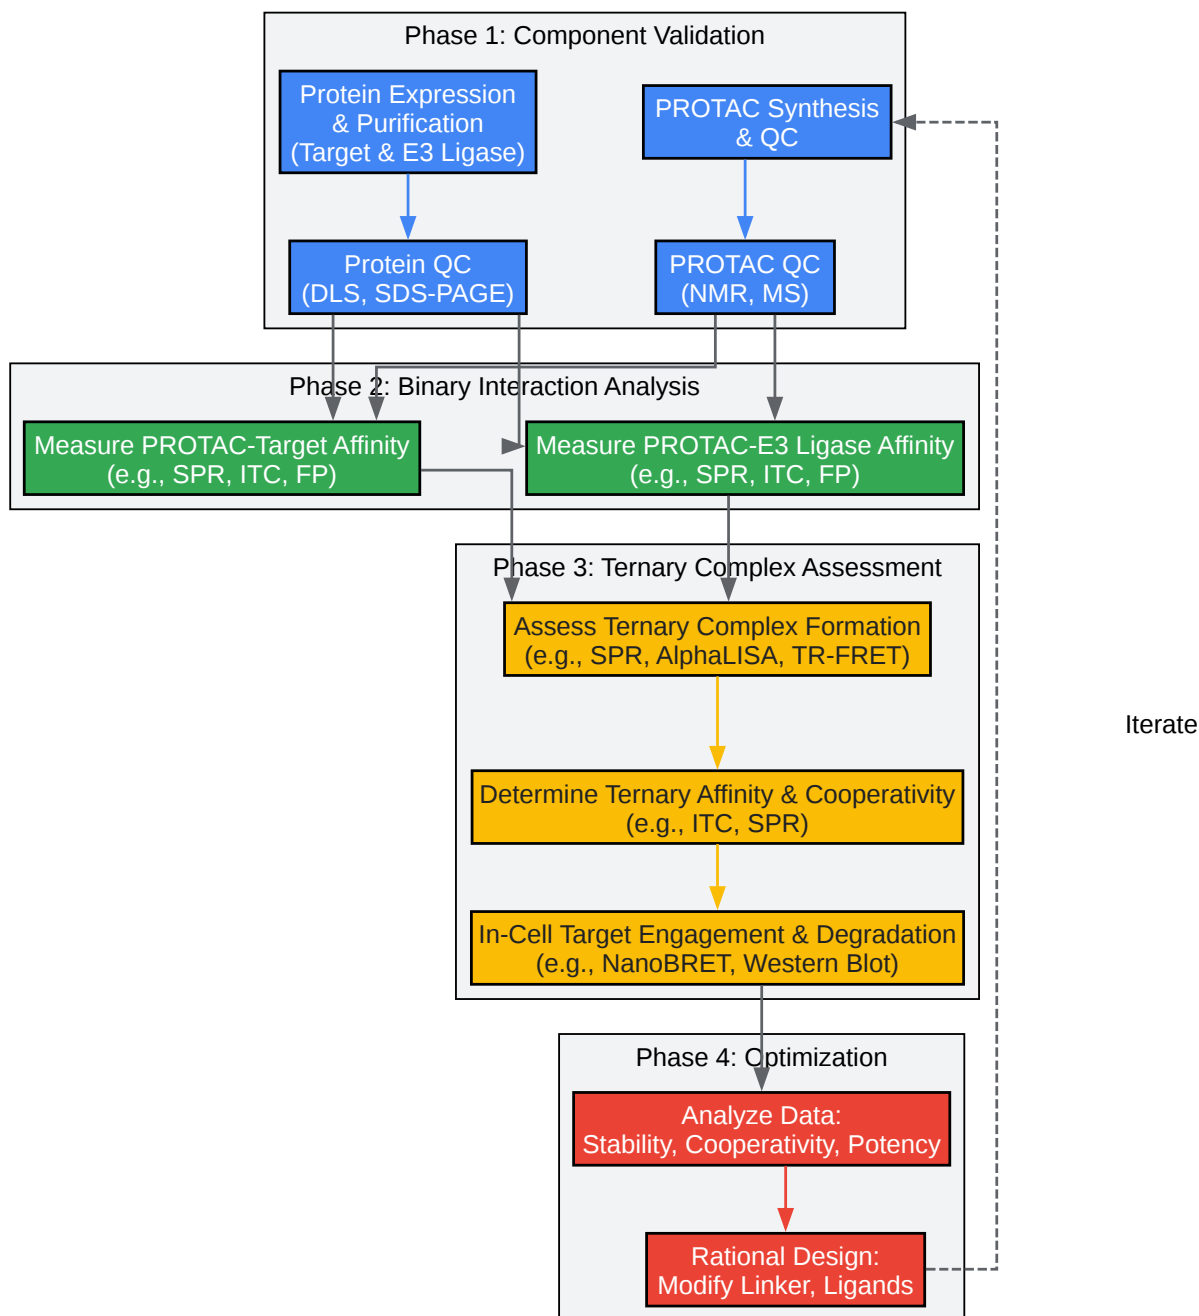 Phase 1: Component Validation
Protein Expression
& Purification
(Target & E3 Ligase)
PROTAC Synthesis
& QC
Protein QC
(DLS, SDS-PAGE)
PROTAC QC
(NMR, MS)
Phase 2: Binary Interaction Analysis
Measure PROTAC-Target Affinity
(e.g., SPR, ITC, FP)
Measure PROTAC-E3 Ligase Affinity
(e.g., SPR, ITC, FP)
Phase 3: Ternary Complex Assessment
Assess Ternary Complex Formation
(e.g., SPR, AlphaLISA, TR-FRET)
Iterate
Determine Ternary Affinity & Cooperativity
(e.g., ITC, SPR)
In-Cell Target Engagement & Degradation
(e.g., NanoBRET, Western Blot)
Phase 4: Optimization
Analyze Data:
Stability, Cooperativity, Potency
Rational Design:
Modify Linker, Ligands